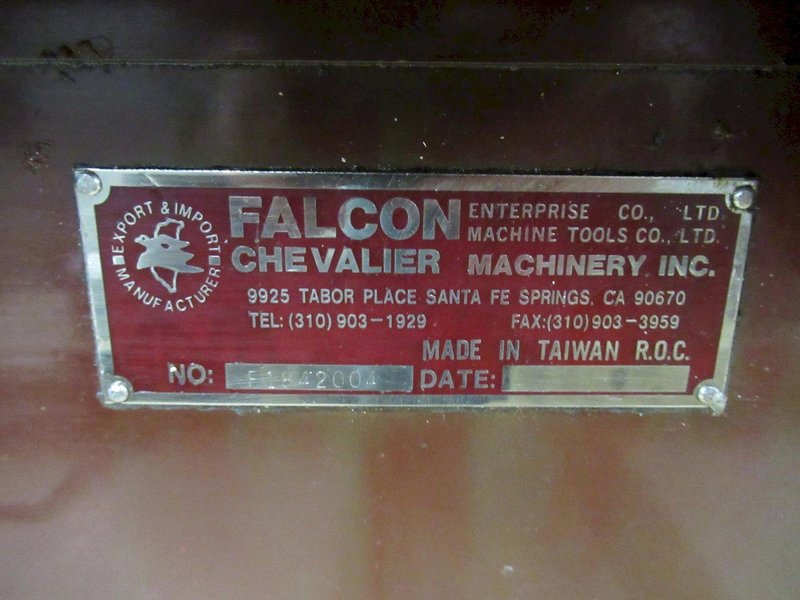 EXPORT & IMPORT
MANUFACTURER
FALCON ENTERPRISE CO., LTD
MACHINE TOOLS CO., LTD.
CHEVALIER MACHINERY INC.
9925 TABOR PLACE SANTA FE SPRINGS, CA 90670
TEL: (310) 903-1929 FAX:(310) 903-3959
MADE IN TAIWAN R.O.C.
NO: DATE: